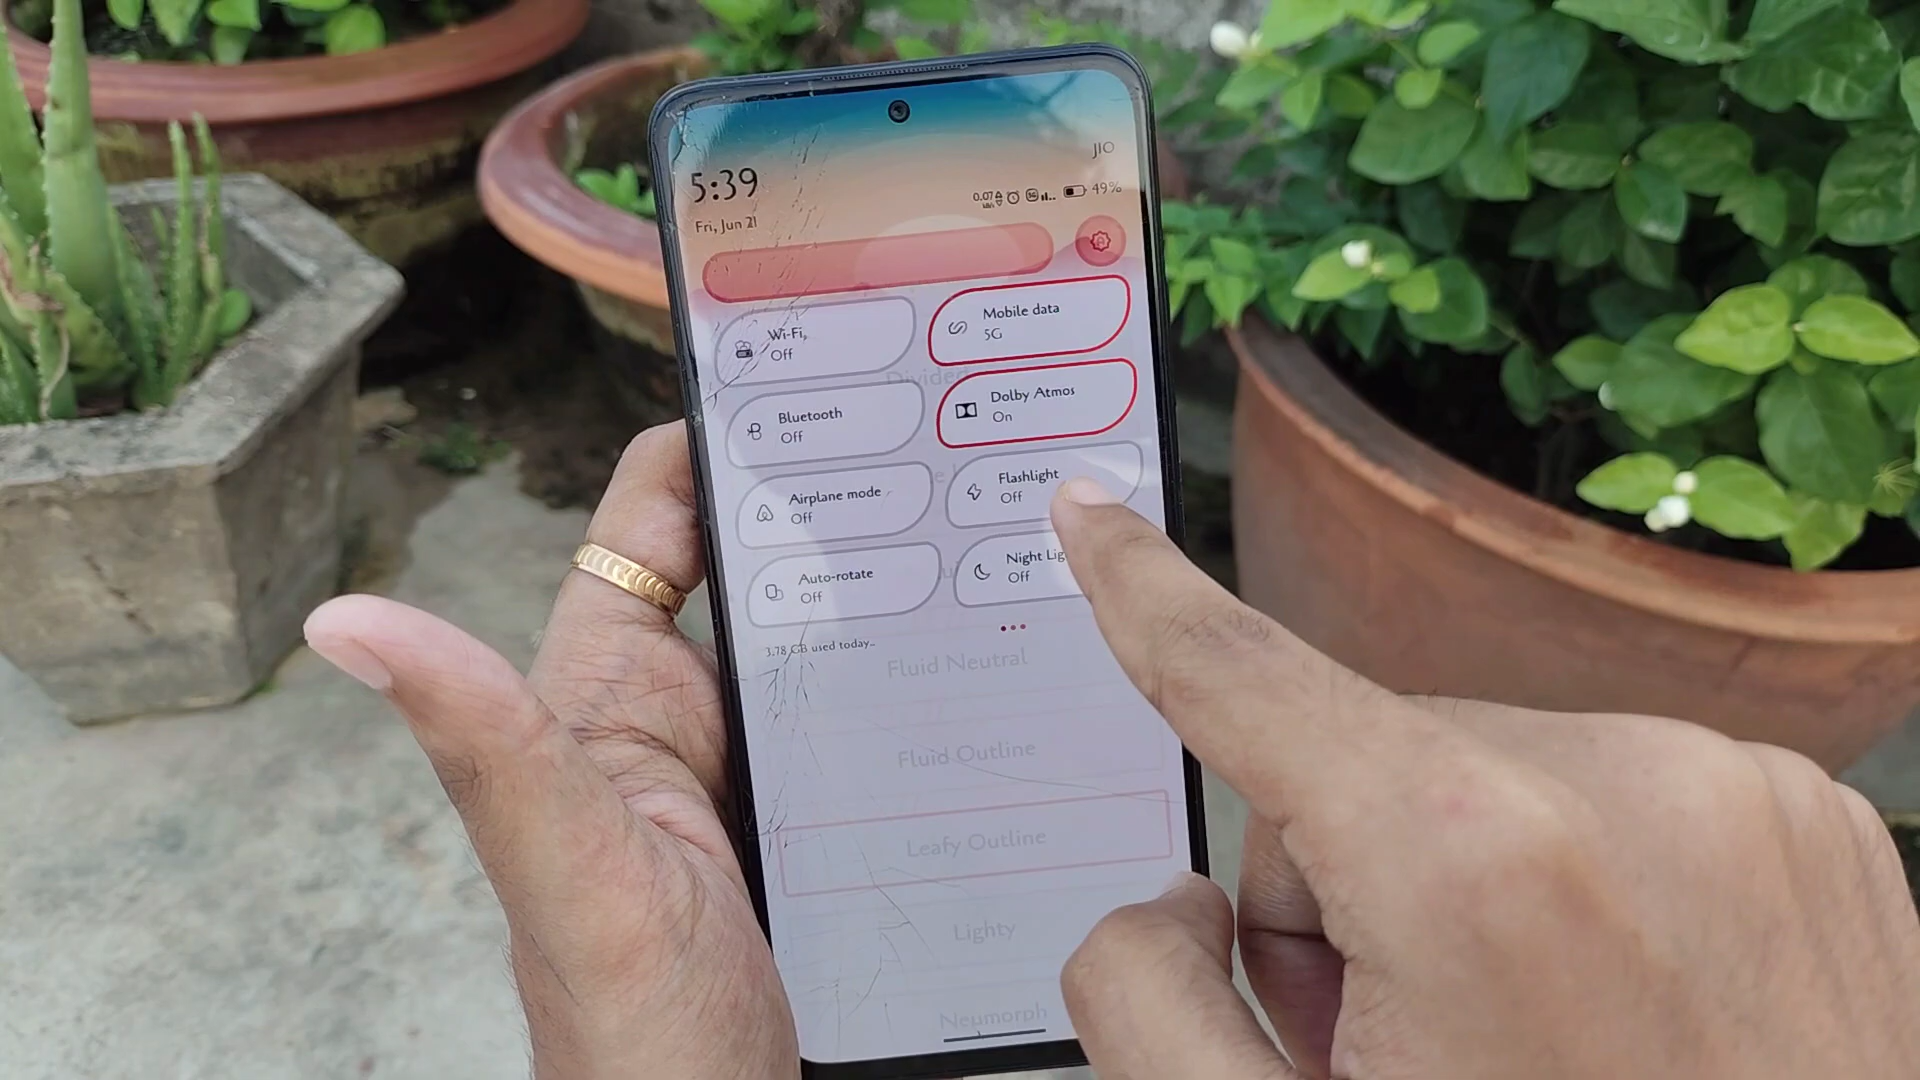 JIO
5:39
49%
Fri, Jun 21
Wi-Fi,
Off
Mobile data
5G
Divided
Bluetooth
Off
Dolby Atmos
On
Airplane mode
Off
Flashlight
Off
Auto-rotate
Off
Night Lig
Off
3.78 GB used today..
Fluid Neutral
Fluid Outline
Leafy Outline
Lighty
Neumorph